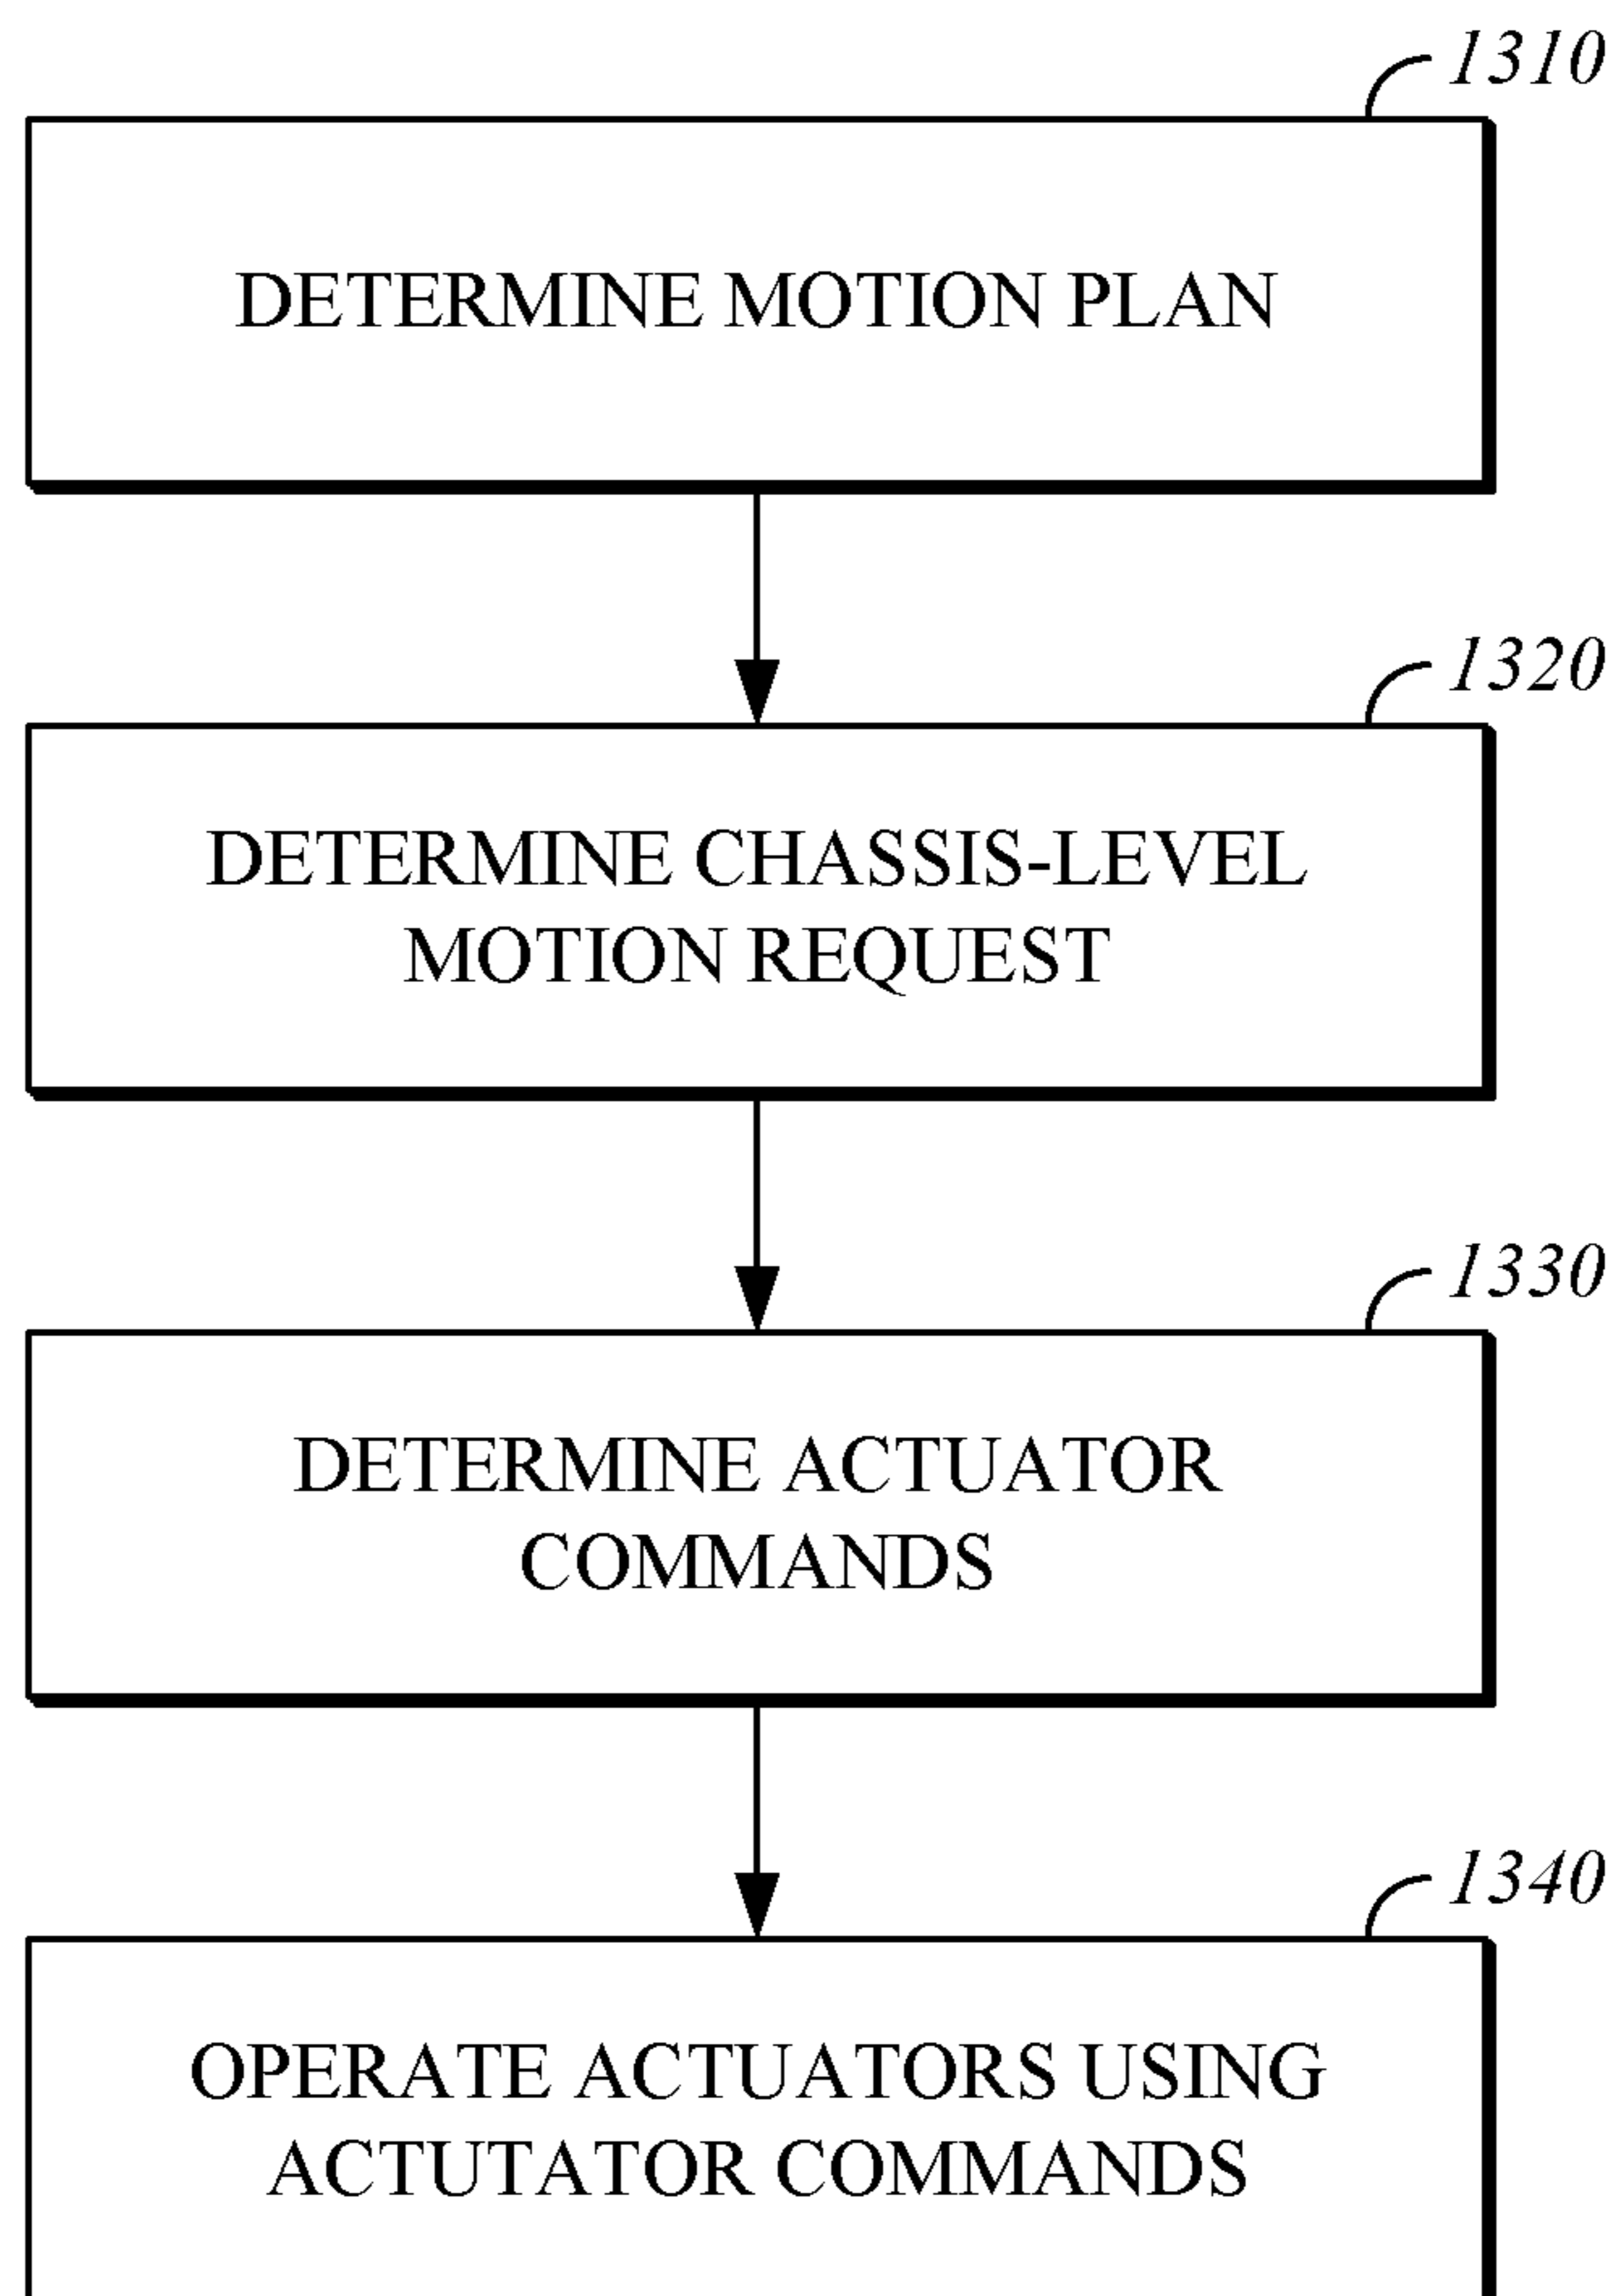 1310
DETERMINE MOTION PLAN
1320
DETERMINE CHASSIS-LEVEL
MOTION REQUEST
1330
DETERMINE ACTUATOR
COMMANDS
1340
OPERATE ACTUATORS USING
ACTUTATOR COMMANDS